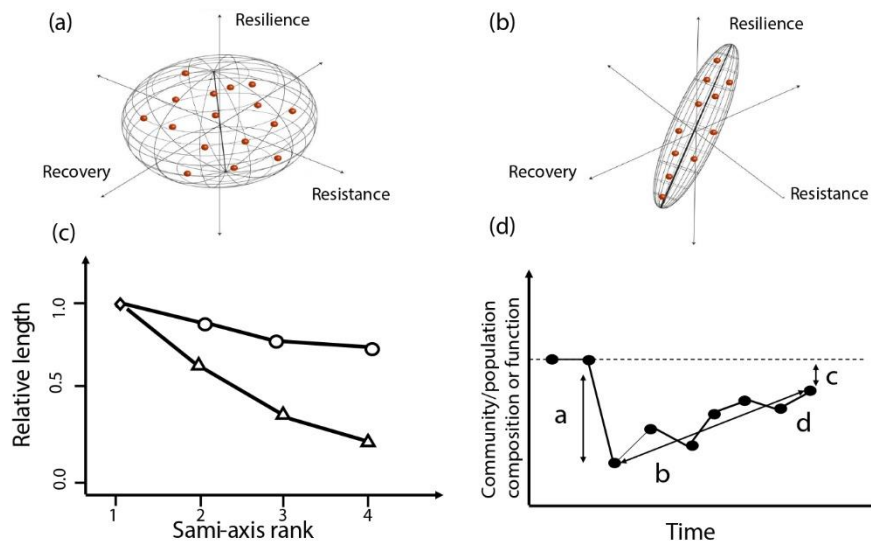 (a)
Resilience
Recovery
Resistance
(b)
Resilience
Recovery
Resistance
(c)
Relative length
1.0
0.5
0.0
1 2 3 4
Sami-axis rank
(d)
Community/population
composition or function
a
b
c
d
Time